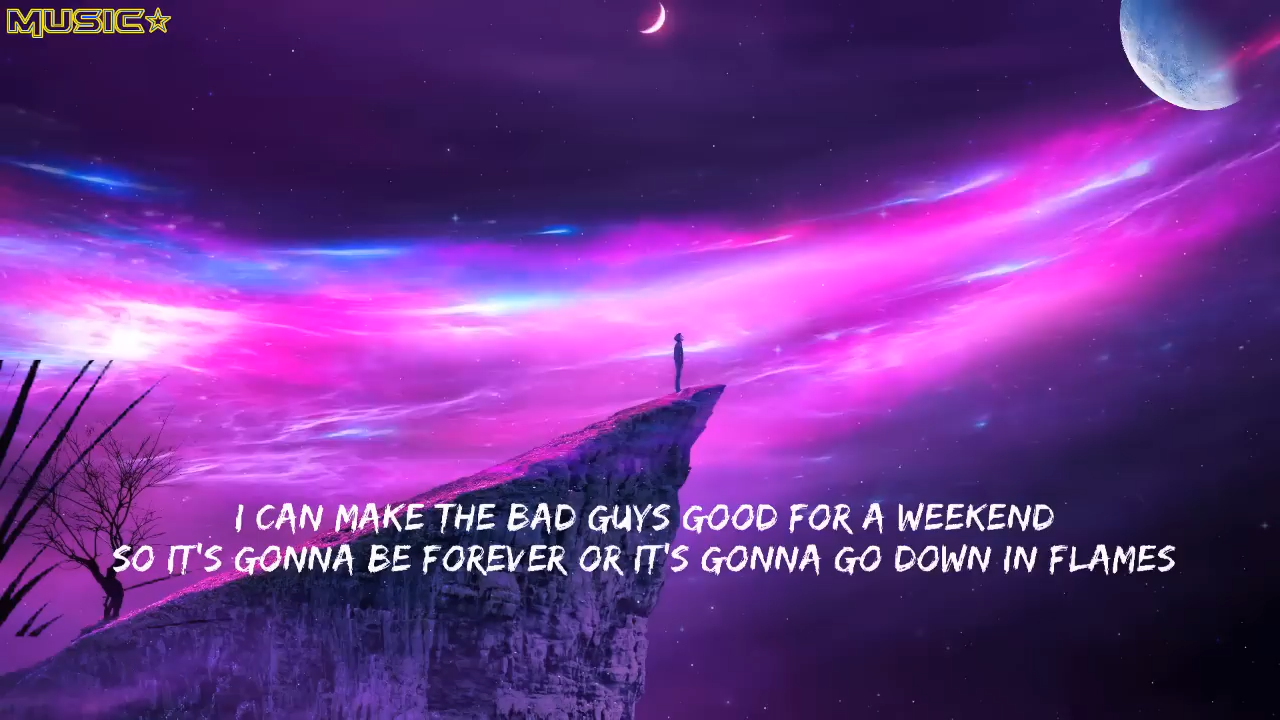 MUSIC☆
I CAN MAKE THE BAD GUYS GOOD FOR A WEEKEND
SO IT'S GONNA BE FOREVER OR IT'S GONNA GO DOWN IN FLAMES